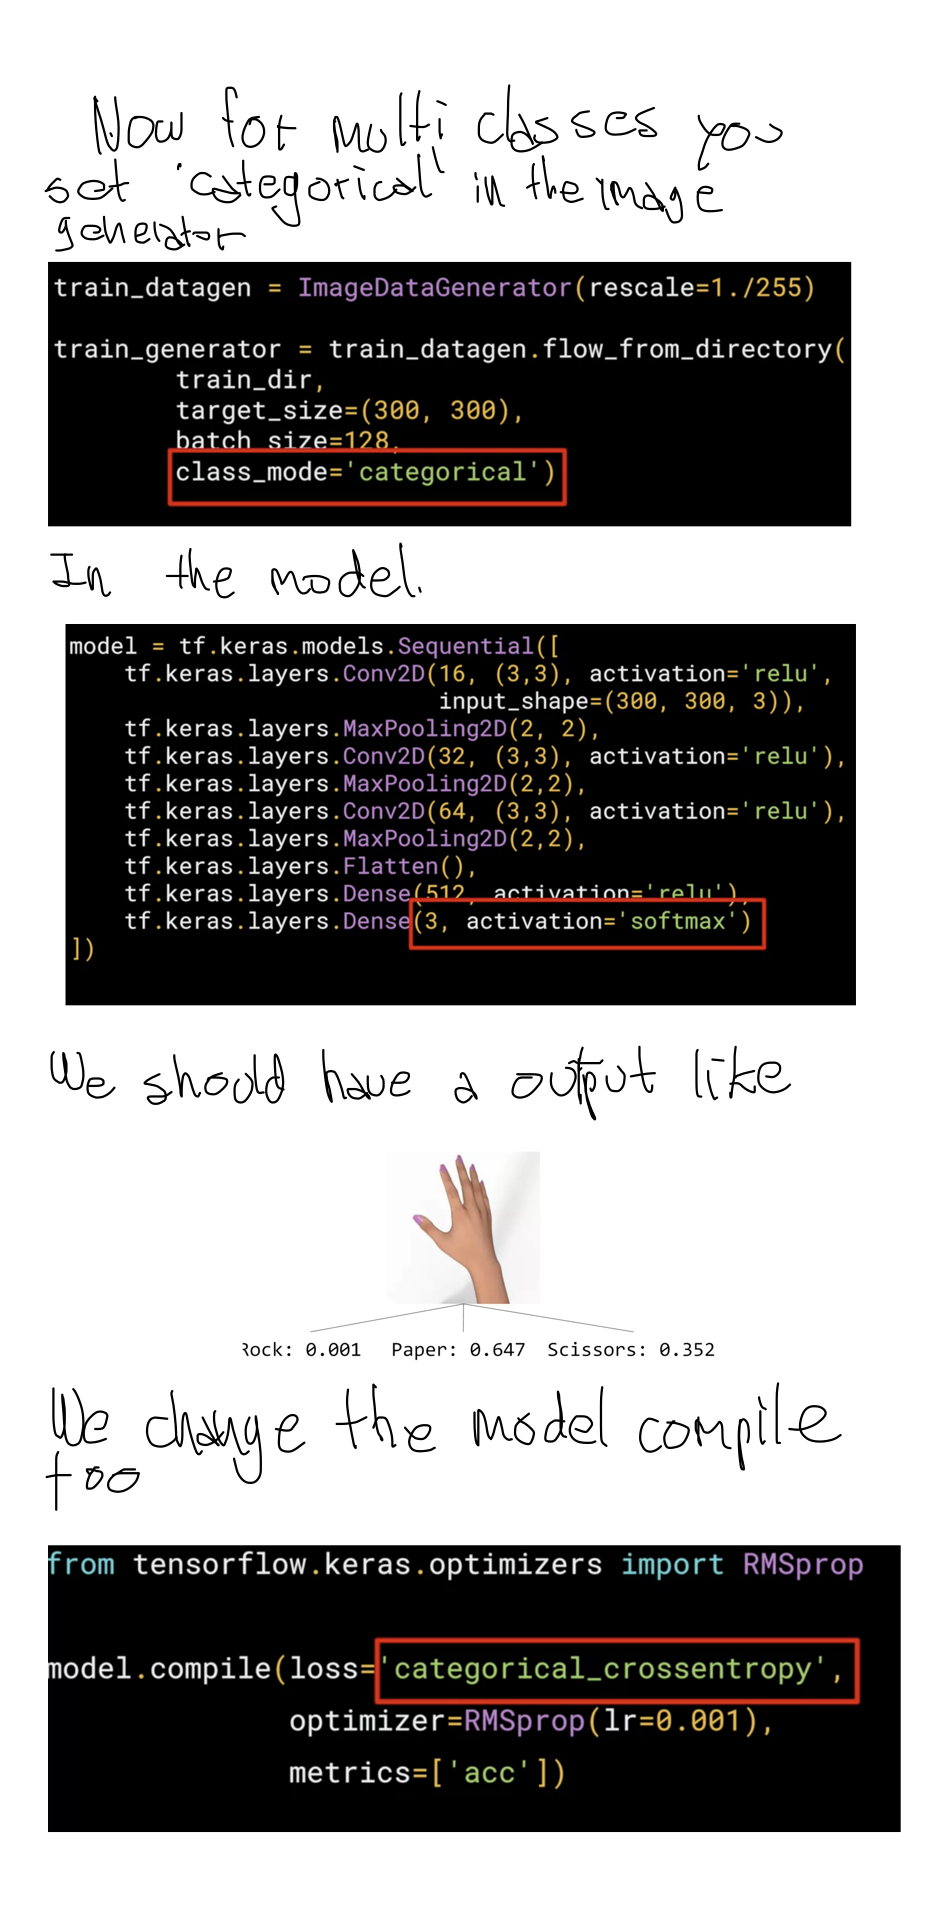 Now for multi classes you
set 'categorical' in the image
generator
train_datagen = ImageDataGenerator(rescale=1./255)
train_generator = train_datagen.flow_from_directory(
train_dir,
target_size=(300, 300),
batch_size=128,
class_mode='categorical')
In the model.
model = tf.keras.models.Sequential([
tf.keras.layers.Conv2D(16, (3,3), activation='relu',
input_shape=(300, 300, 3)),
tf.keras.layers.MaxPooling2D(2, 2),
tf.keras.layers.Conv2D(32, (3,3), activation='relu'),
tf.keras.layers.MaxPooling2D(2,2),
tf.keras.layers.Conv2D(64, (3,3), activation='relu'),
tf.keras.layers.MaxPooling2D(2,2),
tf.keras.layers.Flatten(),
tf.keras.layers.Dense(512, activation='relu'),
tf.keras.layers.Dense(3, activation='softmax')
])
We should have a output like
Rock: 0.001 Paper: 0.647 Scissors: 0.352
We change the model compile
too
from tensorflow.keras.optimizers import RMSprop
model.compile(loss='categorical_crossentropy',
optimizer=RMSprop(lr=0.001),
metrics=['acc'])